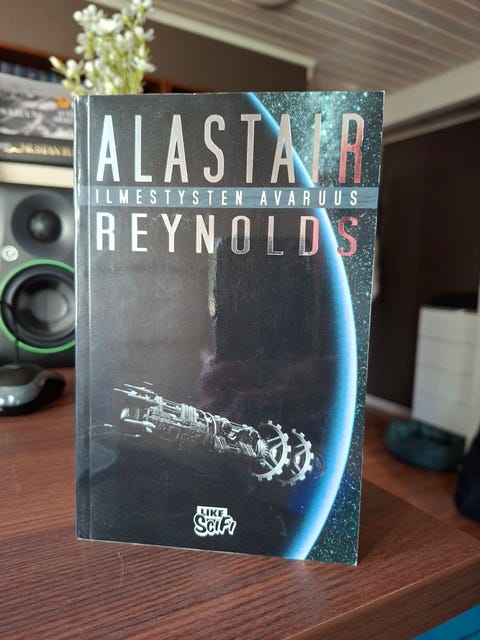 ALASTAIR
ILMESTYSTEN AVARUUS
REYNOLDS
LIKE
SCIFI